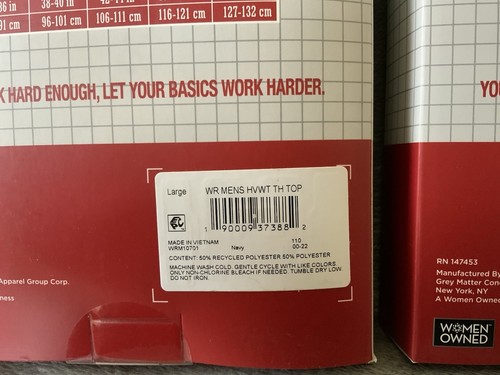 36 in 38-40 in
91 cm 96-101 cm 106-111 cm 116-121 cm 127-132 cm
K HARD ENOUGH, LET YOUR BASICS WORK HARDER.
YOU
Large WR MENS HVWT TH TOP
1 90009 37388 2
MADE IN VIETNAM 110
WRM10701 Navy 00-22
CONTENT: 50% RECYCLED POLYESTER 50% POLYESTER
MACHINE WASH COLD. GENTLE CYCLE WITH LIKE COLORS.
ONLY NON-CHLORINE BLEACH IF NEEDED. TUMBLE DRY LOW.
DO NOT IRON.
Apparel Group Corp.
ness
RN 147453
Manufactured By
Grey Matter Con
New York, NY
A Women Owne
WOMEN
OWNED